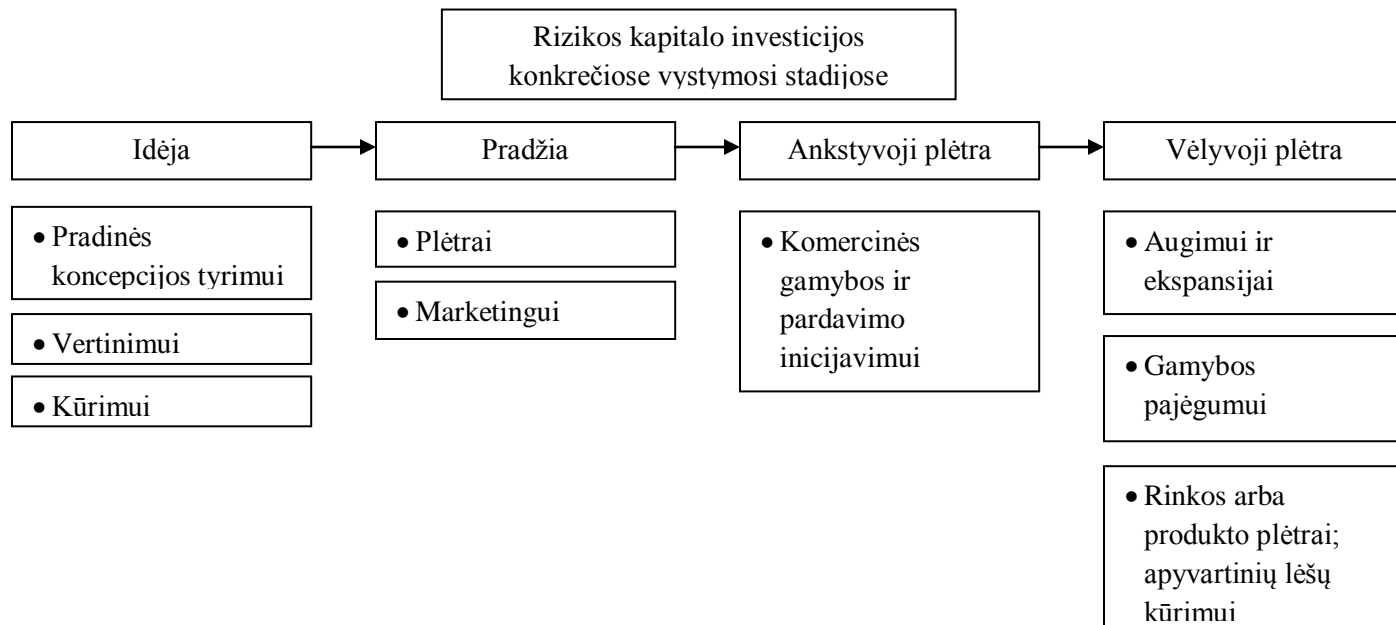 Rizikos kapitalo investicijos
konkrečiose vystymosi stadijose
Idėja
Pradžia
Ankstyvoji plėtra
Vėlyvoji plėtra
• Pradinės
koncepcijos tyrimui
• Vertinimui
• Kūrimui
• Plėtrai
• Marketingui
• Komercinės
gamybos ir
pardavimo
inicijavimui
• Augimui ir
ekspansijai
• Gamybos
pajėgumui
• Rinkos arba
produkto plėtrai;
apyvartinių lėšų
kūrimui